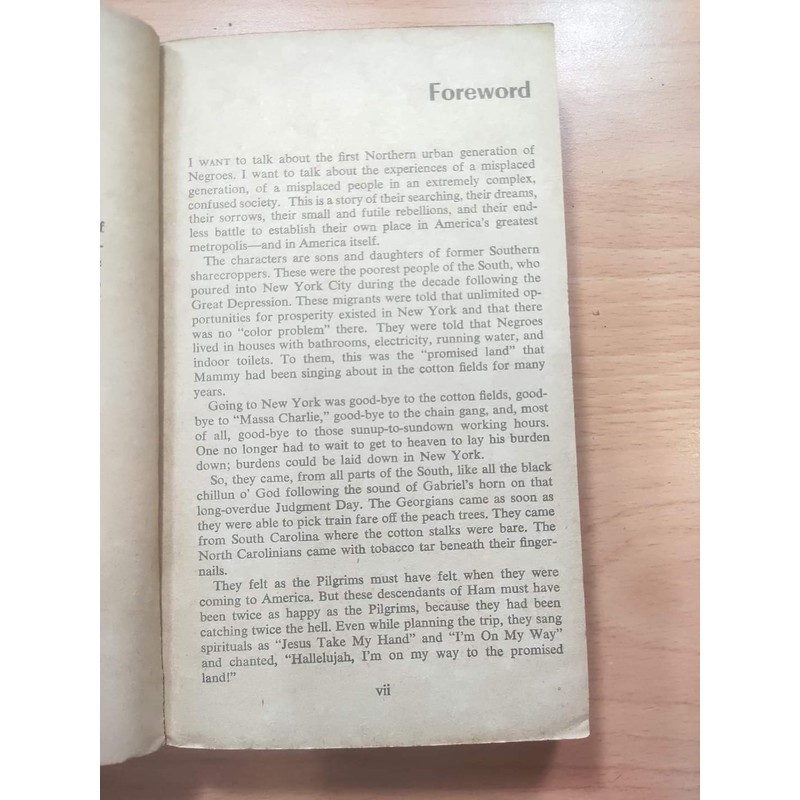 Foreword
I WANT to talk about the first Northern urban generation of
Negroes. I want to talk about the experiences of a misplaced
generation, of a misplaced people in an extremely complex,
confused society. This is a story of their searching, their dreams,
their sorrows, their small and futile rebellions, and their end-
less battle to establish their own place in America's greatest
metropolis—and in America itself.
The characters are sons and daughters of former Southern
sharecroppers. These were the poorest people of the South, who
poured into New York City during the decade following the
Great Depression. These migrants were told that unlimited op-
portunities for prosperity existed in New York and that there
was no "color problem" there. They were told that Negroes
lived in houses with bathrooms, electricity, running water, and
indoor toilets. To them, this was the "promised land" that
Mammy had been singing about in the cotton fields for many
years.
Going to New York was good-bye to the cotton fields, good-
bye to "Massa Charlie," good-bye to the chain gang, and, most
of all, good-bye to those sunup-to-sundown working hours.
One no longer had to wait to get to heaven to lay his burden
down; burdens could be laid down in New York.
So, they came, from all parts of the South, like all the black
chillun o' God following the sound of Gabriel's horn on that
long-overdue Judgment Day. The Georgians came as soon as
they were able to pick train fare off the peach trees. They came
from South Carolina where the cotton stalks were bare. The
North Carolinians came with tobacco tar beneath their finger-
nails.
They felt as the Pilgrims must have felt when they were
coming to America. But these descendants of Ham must have
been twice as happy as the Pilgrims, because they had been
catching twice the hell. Even while planning the trip, they sang
spirituals as "Jesus Take My Hand" and "I'm On My Way"
and chanted, "Hallelujah, I'm on my way to the promised
land!"
vii